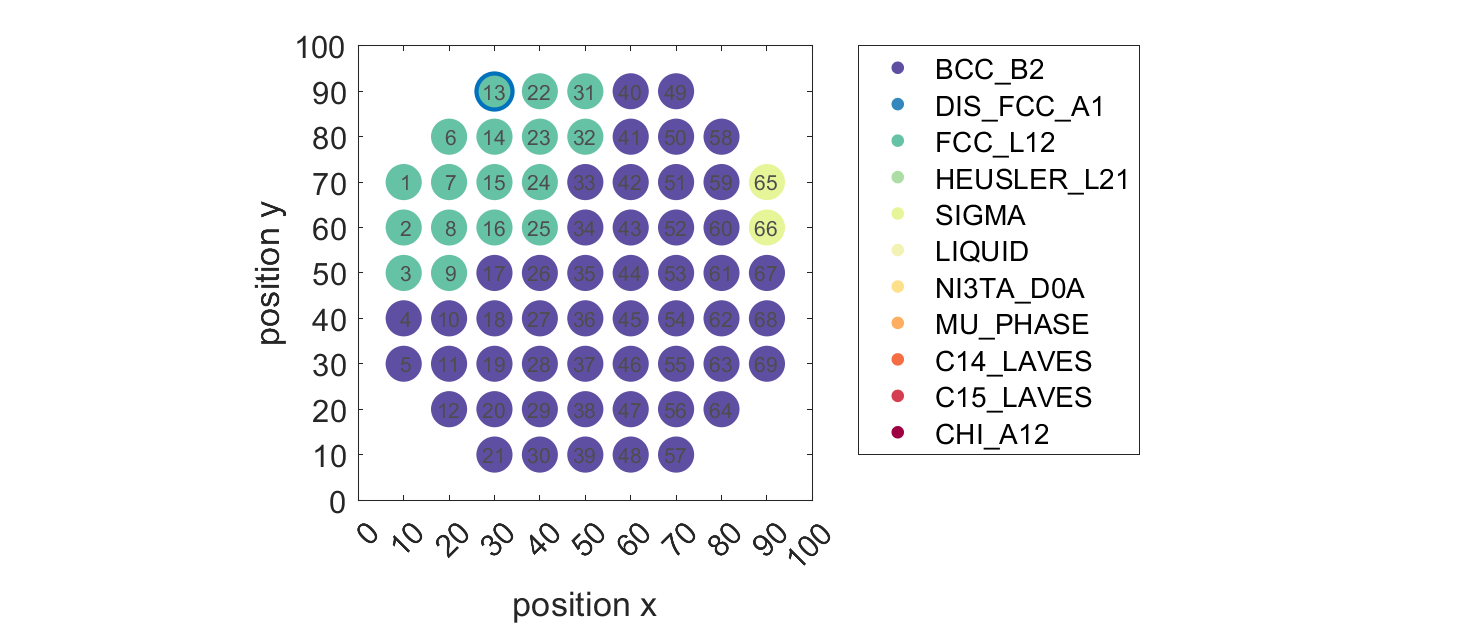 100
90
80
70
60
50
40
30
20
10
0
position y
13 22 31 40 49
6 14 23 32 41 50 58
1 7 15 24 33 42 51 59 65
2 8 16 25 34 43 52 60 66
3 9 17 26 35 44 53 61 67
4 10 18 27 36 45 54 62 68
5 11 19 28 37 46 55 63 69
12 20 29 38 47 56 64
21 30 39 48 57
0 10 20 30 40 50 60 70 80 90 100
position x
BCC_B2
DIS_FCC_A1
FCC_L12
HEUSLER_L21
SIGMA
LIQUID
NI3TA_D0A
MU_PHASE
C14_LAVES
C15_LAVES
CHI_A12